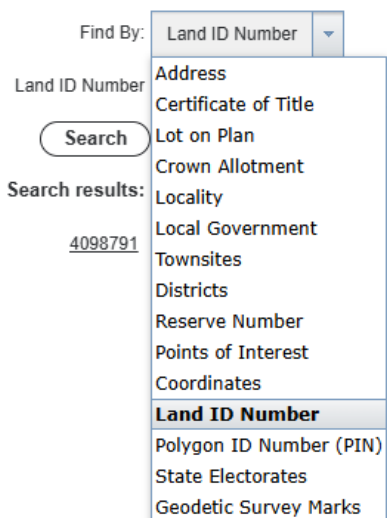 Find By: Land ID Number
Land ID Number
Search
Search results:
4098791
Address
Certificate of Title
Lot on Plan
Crown Allotment
Locality
Local Government
Townsites
Districts
Reserve Number
Points of Interest
Coordinates
Land ID Number
Polygon ID Number (PIN)
State Electorates
Geodetic Survey Marks